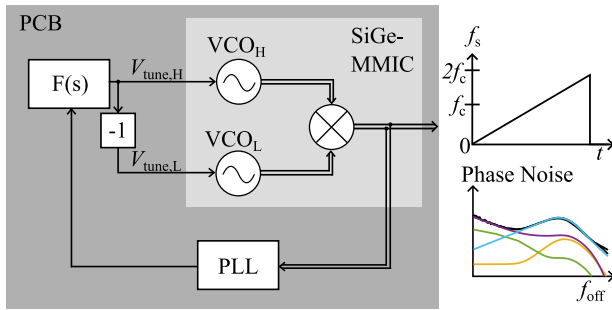 PCB
SiGe-
MMIC
VCO_H
F(s)
V_tune,H
-1
VCO_L
V_tune,L
PLL
f_s
2f_c
f_c
0
t
Phase Noise
f_off